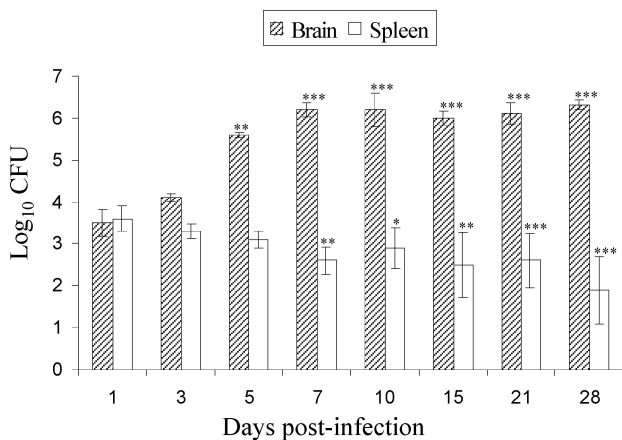 Brain Spleen
Log10 CFU
7
6
5
4
3
2
1
0
** *** *** *** *** ***
** * ** *** ***
1 3 5 7 10 15 21 28
Days post-infection